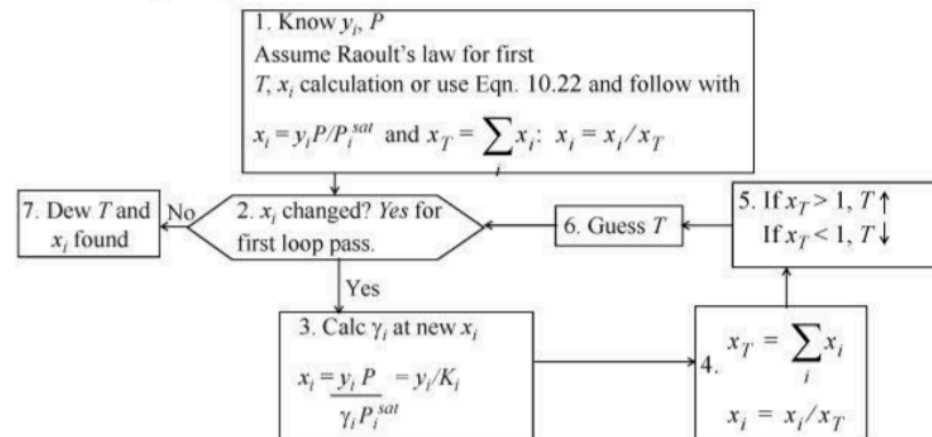 1. Know y_i, P
Assume Raoult's law for first
T, x_i calculation or use Eqn. 10.22 and follow with
x_i = y_i P/P_i^sat and x_T = ∑_i x_i: x_i = x_i/x_T
2. x_i changed? Yes for
first loop pass.
No
7. Dew T and
x_i found
Yes
3. Calc γ_i at new x_i
x_i = y_i P / γ_i P_i^sat = y_i/K_i
4.
x_T = ∑_i x_i
x_i = x_i/x_T
5. If x_T > 1, T ↑
If x_T < 1, T ↓
6. Guess T